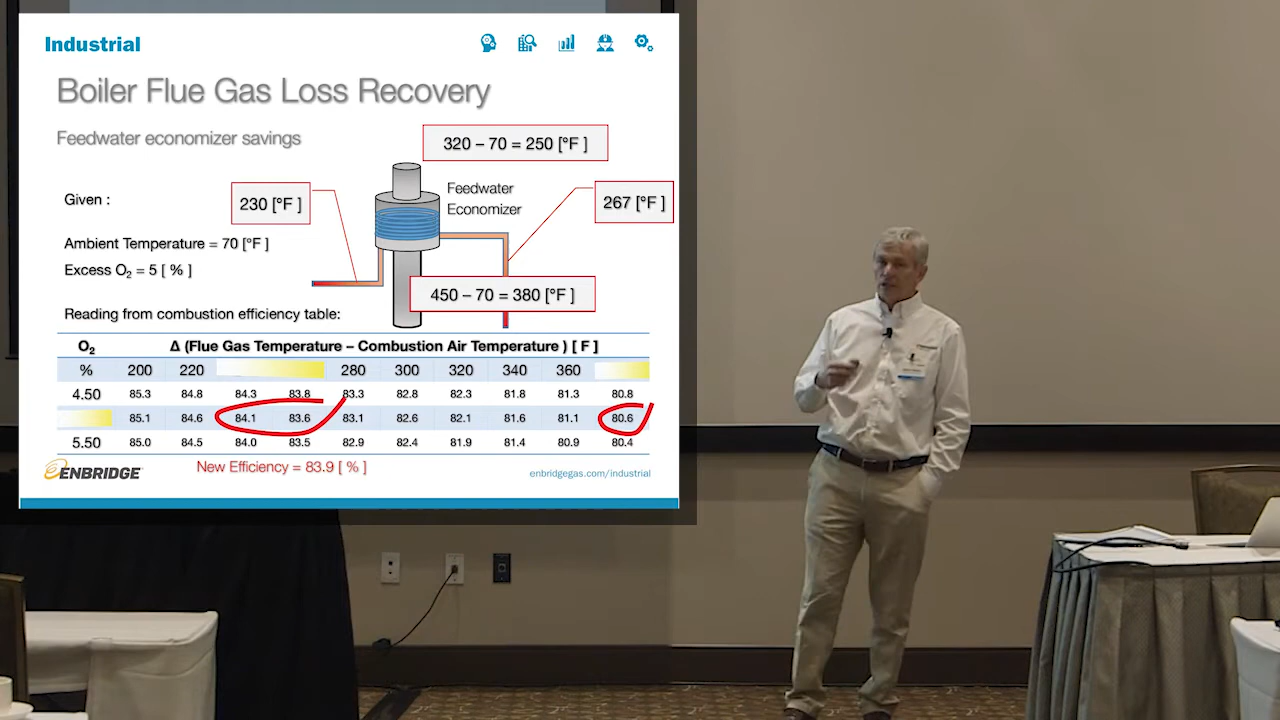 Industrial
Boiler Flue Gas Loss Recovery
Feedwater economizer savings
320 – 70 = 250 [°F ]
Given :
230 [°F ]
Feedwater
Economizer
267 [°F ]
Ambient Temperature = 70 [°F ]
Excess O₂ = 5 [ % ]
450 – 70 = 380 [°F ]
Reading from combustion efficiency table:
O₂ Δ (Flue Gas Temperature – Combustion Air Temperature ) [ F ]
% 200 220 280 300 320 340 360
4.50 85.3 84.8 84.3 83.8 83.3 82.8 82.3 81.8 81.3 80.8
85.1 84.6 84.1 83.6 83.1 82.6 82.1 81.6 81.1 80.6
5.50 85.0 84.5 84.0 83.5 82.9 82.4 81.9 81.4 80.9 80.4
New Efficiency = 83.9 [ % ]
ENBRIDGE
enbridgegas.com/industrial